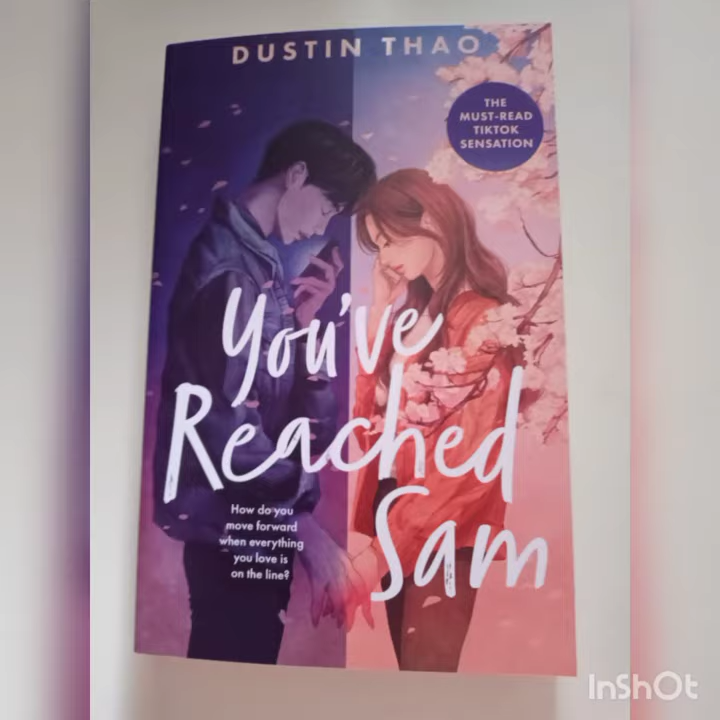 DUSTIN THAO
THE
MUST-READ
TIKTOK
SENSATION
You've
Reached
Sam
How do you
move forward
when everything
you love is
on the line?
InShOt